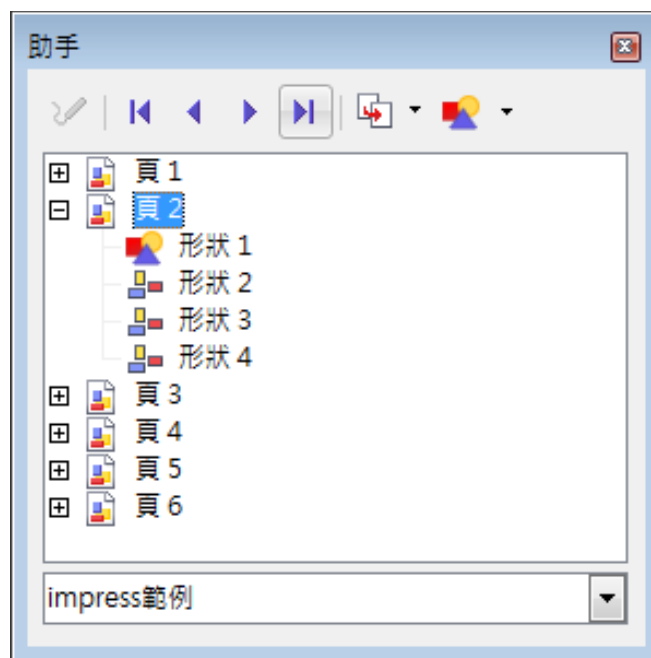 助手
頁 1
頁 2
形狀 1
形狀 2
形狀 3
形狀 4
頁 3
頁 4
頁 5
頁 6
impress範例